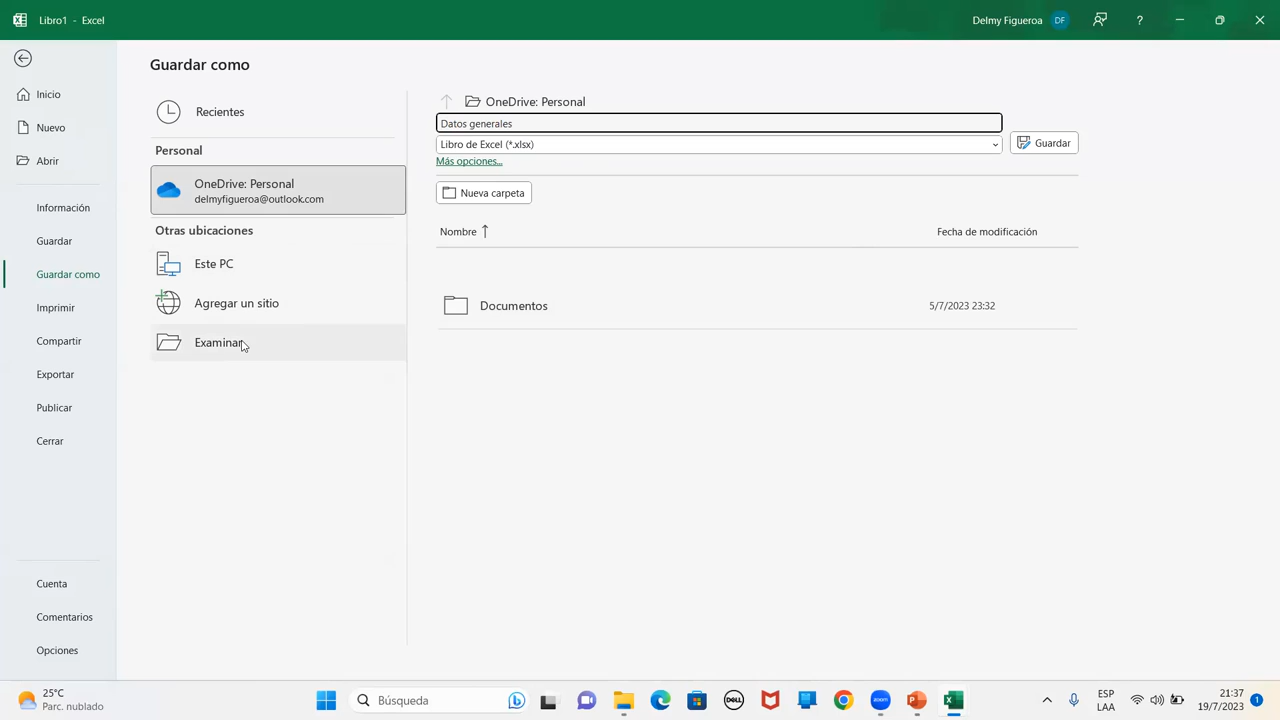 Libro1 - Excel
Delmy Figueroa DF
?
Guardar como
Inicio
Nuevo
Abrir
Información
Guardar
Guardar como
Imprimir
Compartir
Exportar
Publicar
Cerrar
Cuenta
Comentarios
Opciones
Recientes
Personal
OneDrive: Personal
delmyfigueroa@outlook.com
Otras ubicaciones
Este PC
Agregar un sitio
Examinar
OneDrive: Personal
Datos generales
Libro de Excel (*.xlsx)
Guardar
Más opciones...
Nueva carpeta
Nombre
Fecha de modificación
Documentos
5/7/2023 23:32
25°C
Parc. nublado
Búsqueda
DELL
zoom
ESP
LAA
21:37
19/7/2023
1